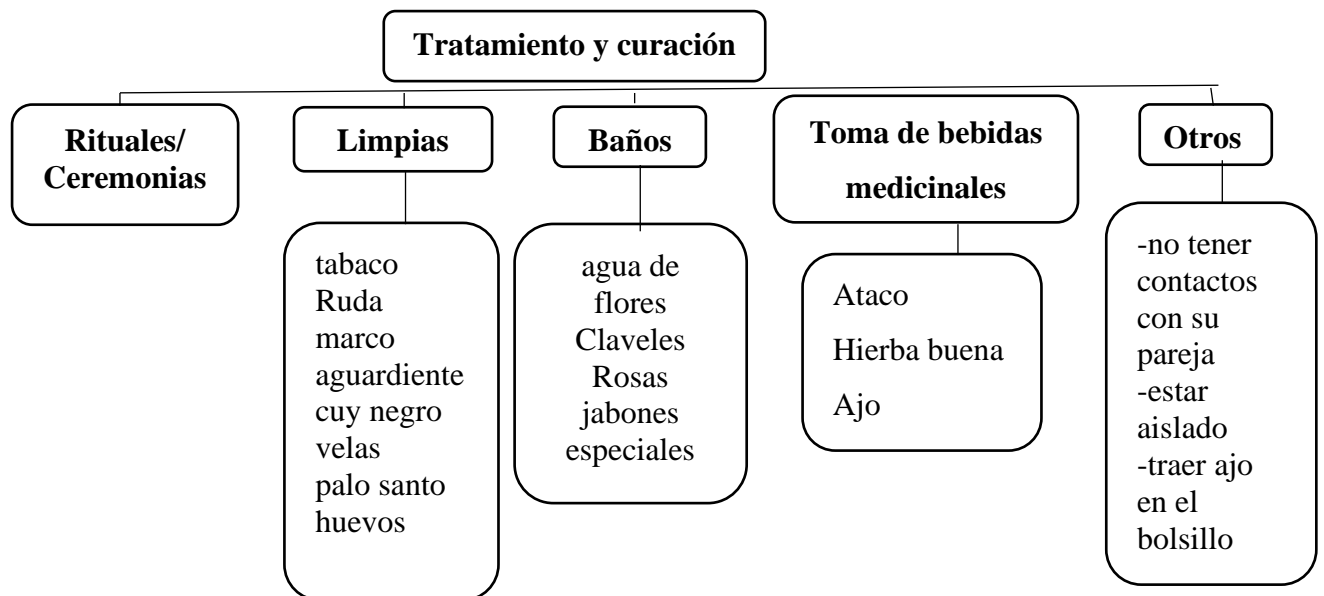 Tratamiento y curación
Rituales/
Ceremonias
Limpias
Baños
Toma de bebidas
medicinales
Otros
tabaco
Ruda
marco
aguardiente
cuy negro
velas
palo santo
huevos
agua de
flores
Claveles
Rosas
jabones
especiales
Ataco
Hierba buena
Ajo
-no tener
contactos
con su
pareja
-estar
aislado
-traer ajo
en el
bolsillo